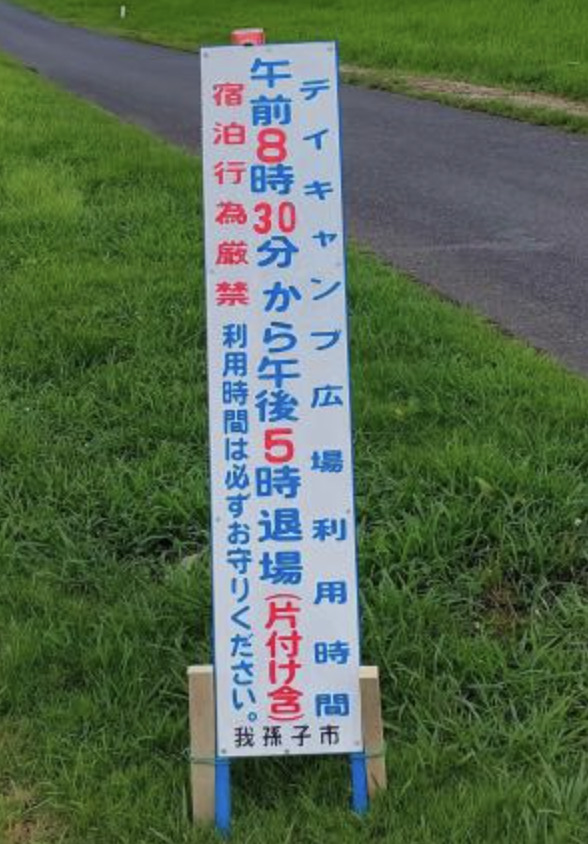 デイキャンプ広場利用時間
午前8時30分から午後5時退場(片付け含)
宿泊行為厳禁 利用時間は必ずお守りください。
我孫子市